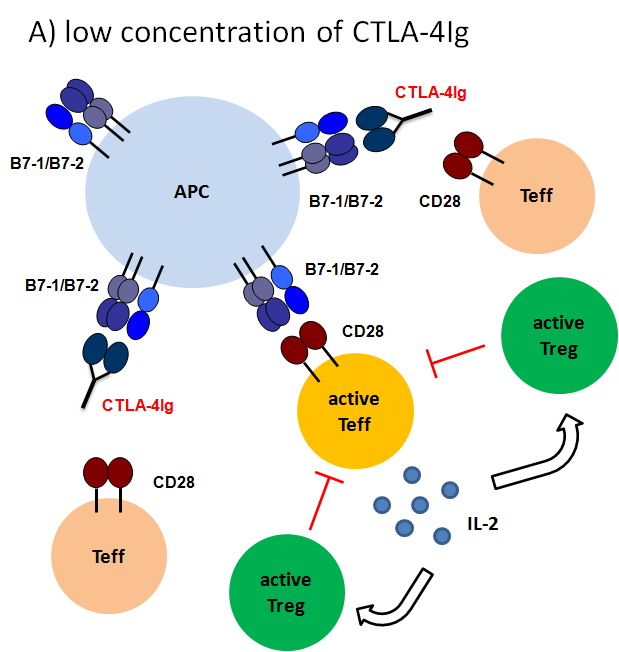 A) low concentration of CTLA-4Ig
CTLA-4Ig
B7-1/B7-2
APC
B7-1/B7-2
CD28
Teff
B7-1/B7-2
B7-1/B7-2
CD28
active
Treg
active
Teff
CTLA-4Ig
CD28
IL-2
Teff
active
Treg